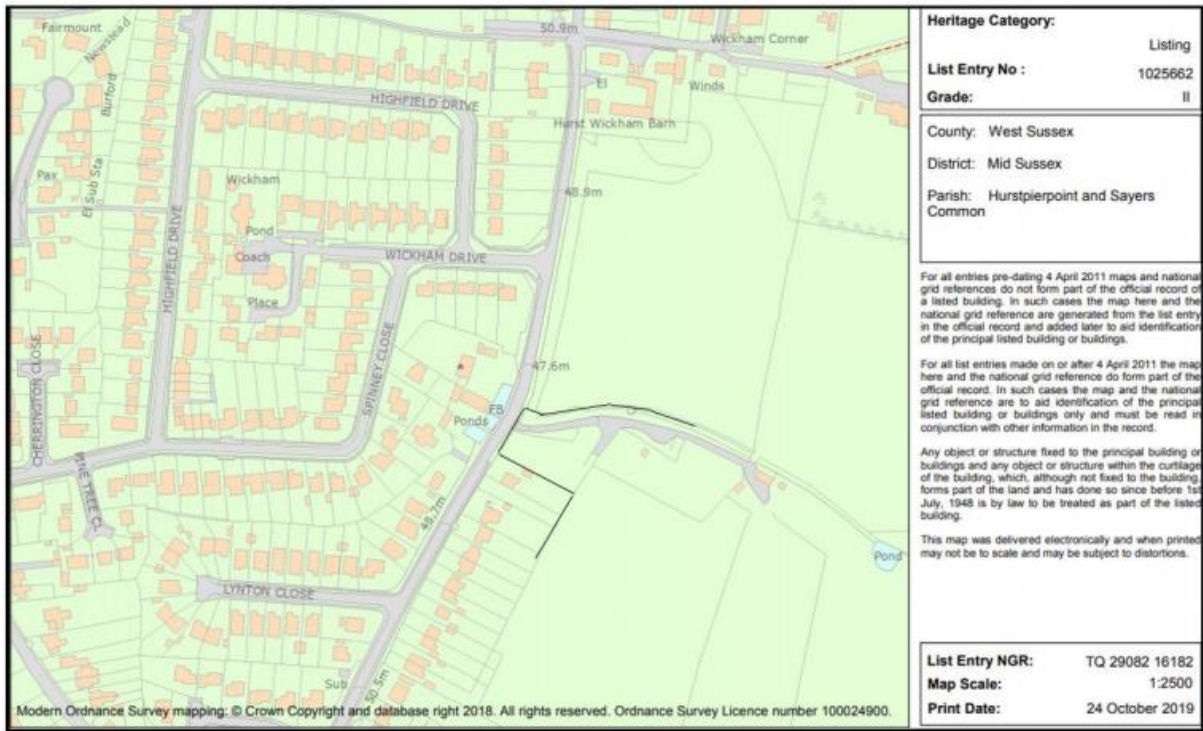 Fairmount
Newstead
Burford
Pax
El Sub Sta
50.9m
Wickham Corner
El
Winds
HIGHFIELD DRIVE
Hurst Wickham Barn
Wickham
48.9m
Pond
WICKHAM DRIVE
Coach
HIGHFIELD DRIVE
Place
SPINNEY CLOSE
47.6m
CHERRINGTON CLOSE
FB
Ponds
PINE TREE CL
48.7m
Pond
LYNTON CLOSE
Sub
50.5m
Modern Ordnance Survey mapping: © Crown Copyright and database right 2018. All rights reserved. Ordnance Survey Licence number 100024900.
Heritage Category:
Listing
List Entry No : 1025662
Grade: II
County: West Sussex
District: Mid Sussex
Parish: Hurstpierpoint and Sayers
Common
For all entries pre-dating 4 April 2011 maps and national
grid references do not form part of the official record of
a listed building. In such cases the map here and the
national grid reference are generated from the list entry
in the official record and added later to aid identification
of the principal listed building or buildings.
For all list entries made on or after 4 April 2011 the map
here and the national grid reference do form part of the
official record. In such cases the map and the national
grid reference are to aid identification of the principal
listed building or buildings only and must be read in
conjunction with other information in the record.
Any object or structure fixed to the principal building or
buildings and any object or structure within the curtilage
of the building, which, although not fixed to the building,
forms part of the land and has done so since before 1st
July, 1948 is by law to be treated as part of the listed
building.
This map was delivered electronically and when printed
may not be to scale and may be subject to distortions.
List Entry NGR: TQ 29082 16182
Map Scale: 1:2500
Print Date: 24 October 2019